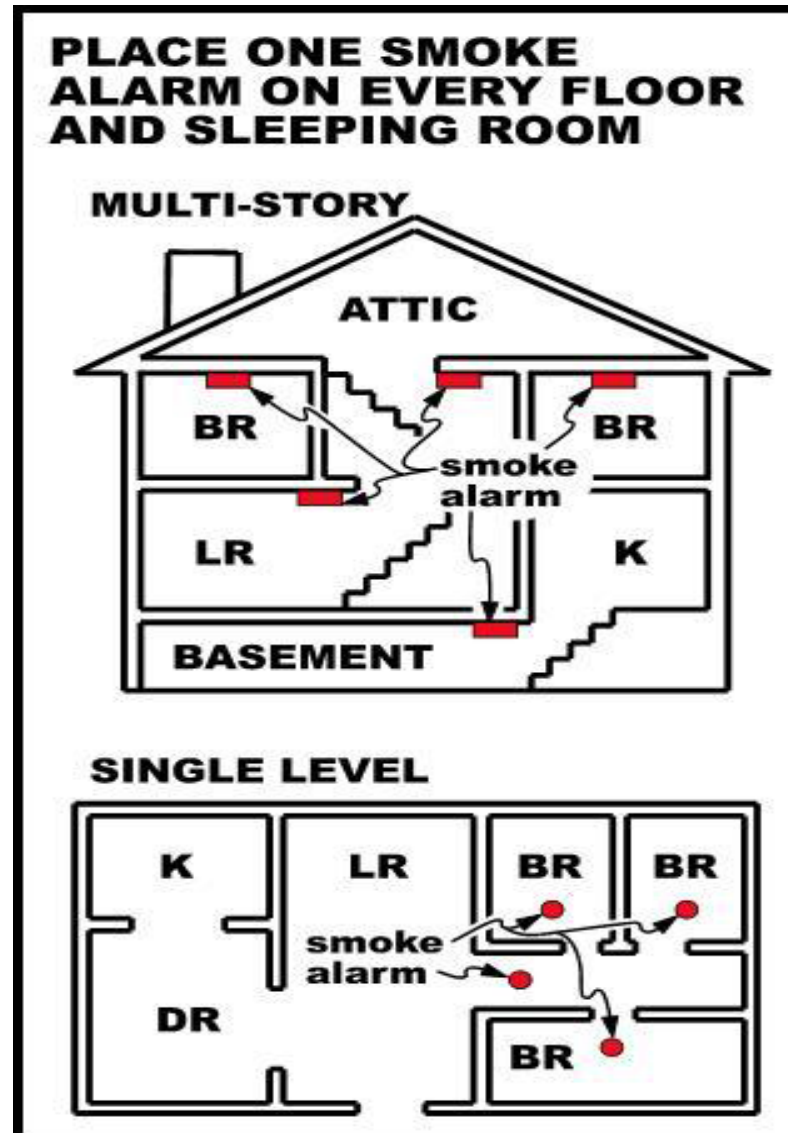 PLACE ONE SMOKE
ALARM ON EVERY FLOOR
AND SLEEPING ROOM
MULTI-STORY
ATTIC
BR
BR
smoke
alarm
LR
K
BASEMENT
SINGLE LEVEL
K
LR
BR
BR
smoke
alarm
DR
BR